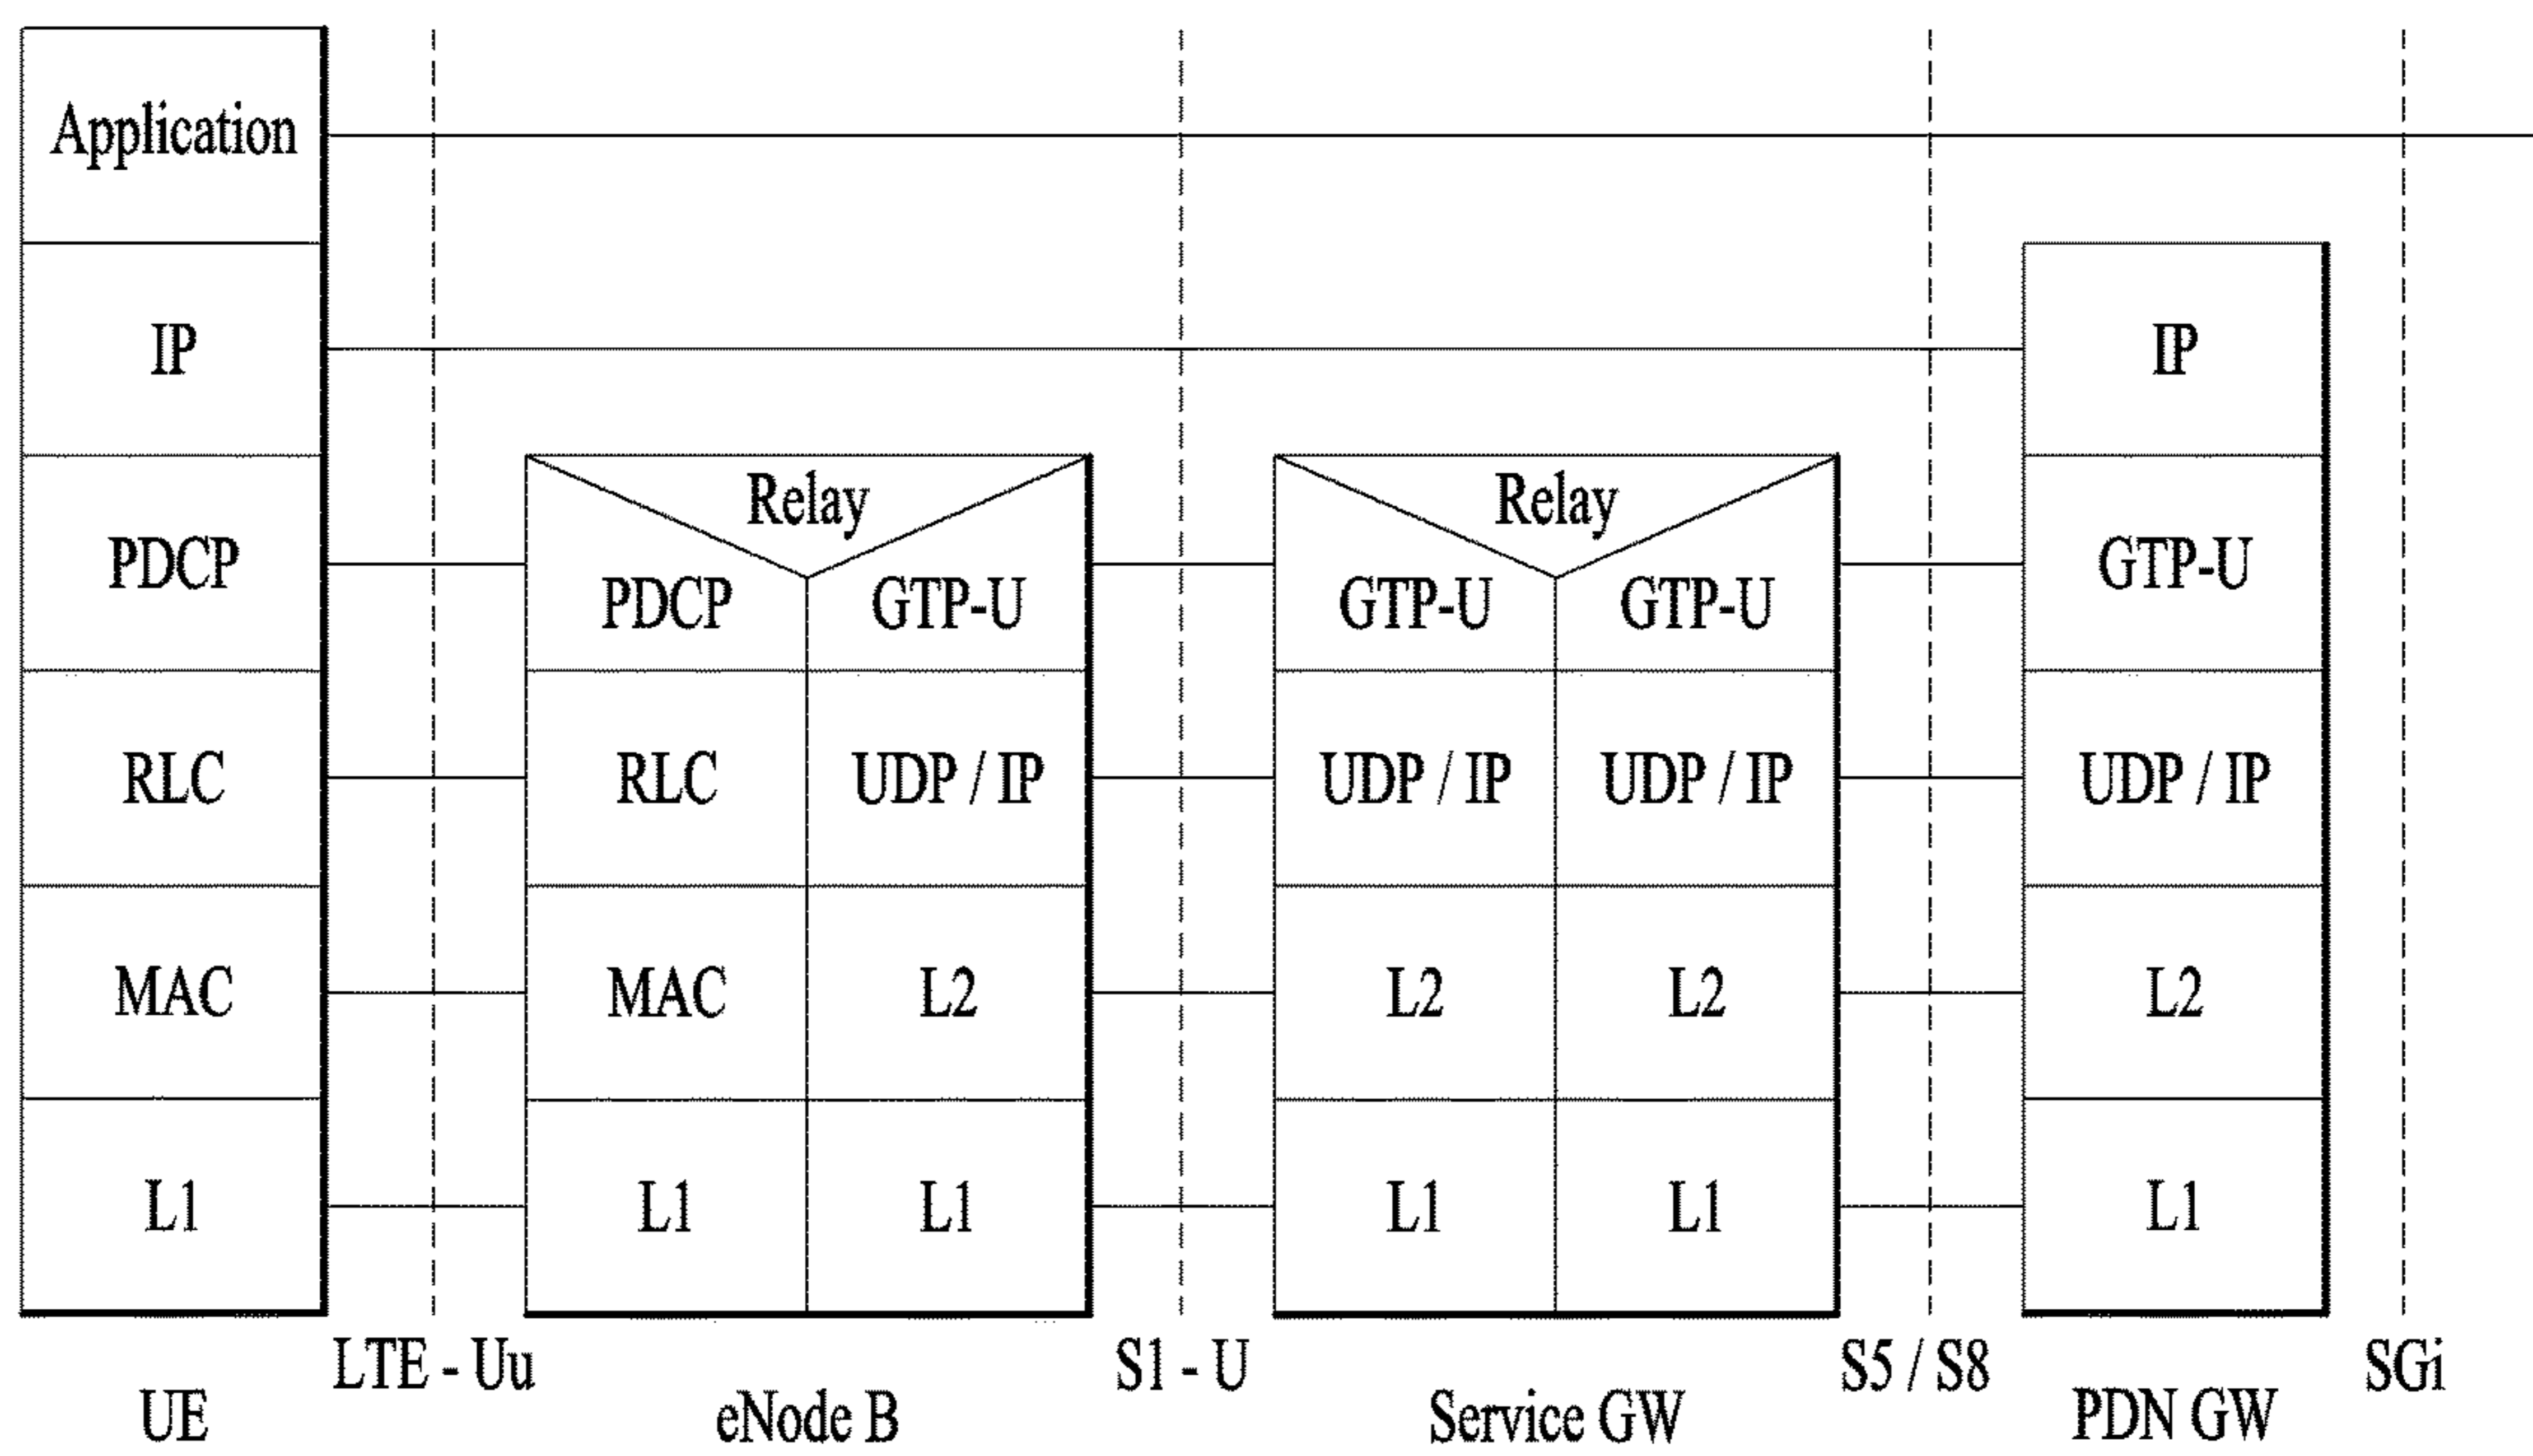 Application
IP
IP
Relay
Relay
PDCP
PDCP
GTP-U
GTP-U
GTP-U
GTP-U
RLC
RLC
UDP / IP
UDP / IP
UDP / IP
UDP / IP
MAC
MAC
L2
L2
L2
L2
L1
L1
L1
L1
L1
L1
LTE - Uu
S1 - U
S5 / S8
SGi
UE
eNode B
Service GW
PDN GW